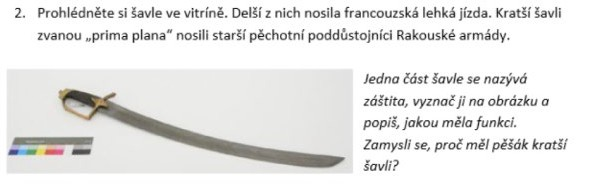 2. Prohlédněte si šavle ve vitríně. Delší z nich nosila francouzská lehká jízda. Kratší šavli
zvanou „prima plana“ nosili starší pěchotní poddůstojníci Rakouské armády.
Jedna část šavle se nazývá
záštita, vyznač ji na obrázku a
popiš, jakou měla funkci.
Zamysli se, proč měl pěšák kratší
šavli?